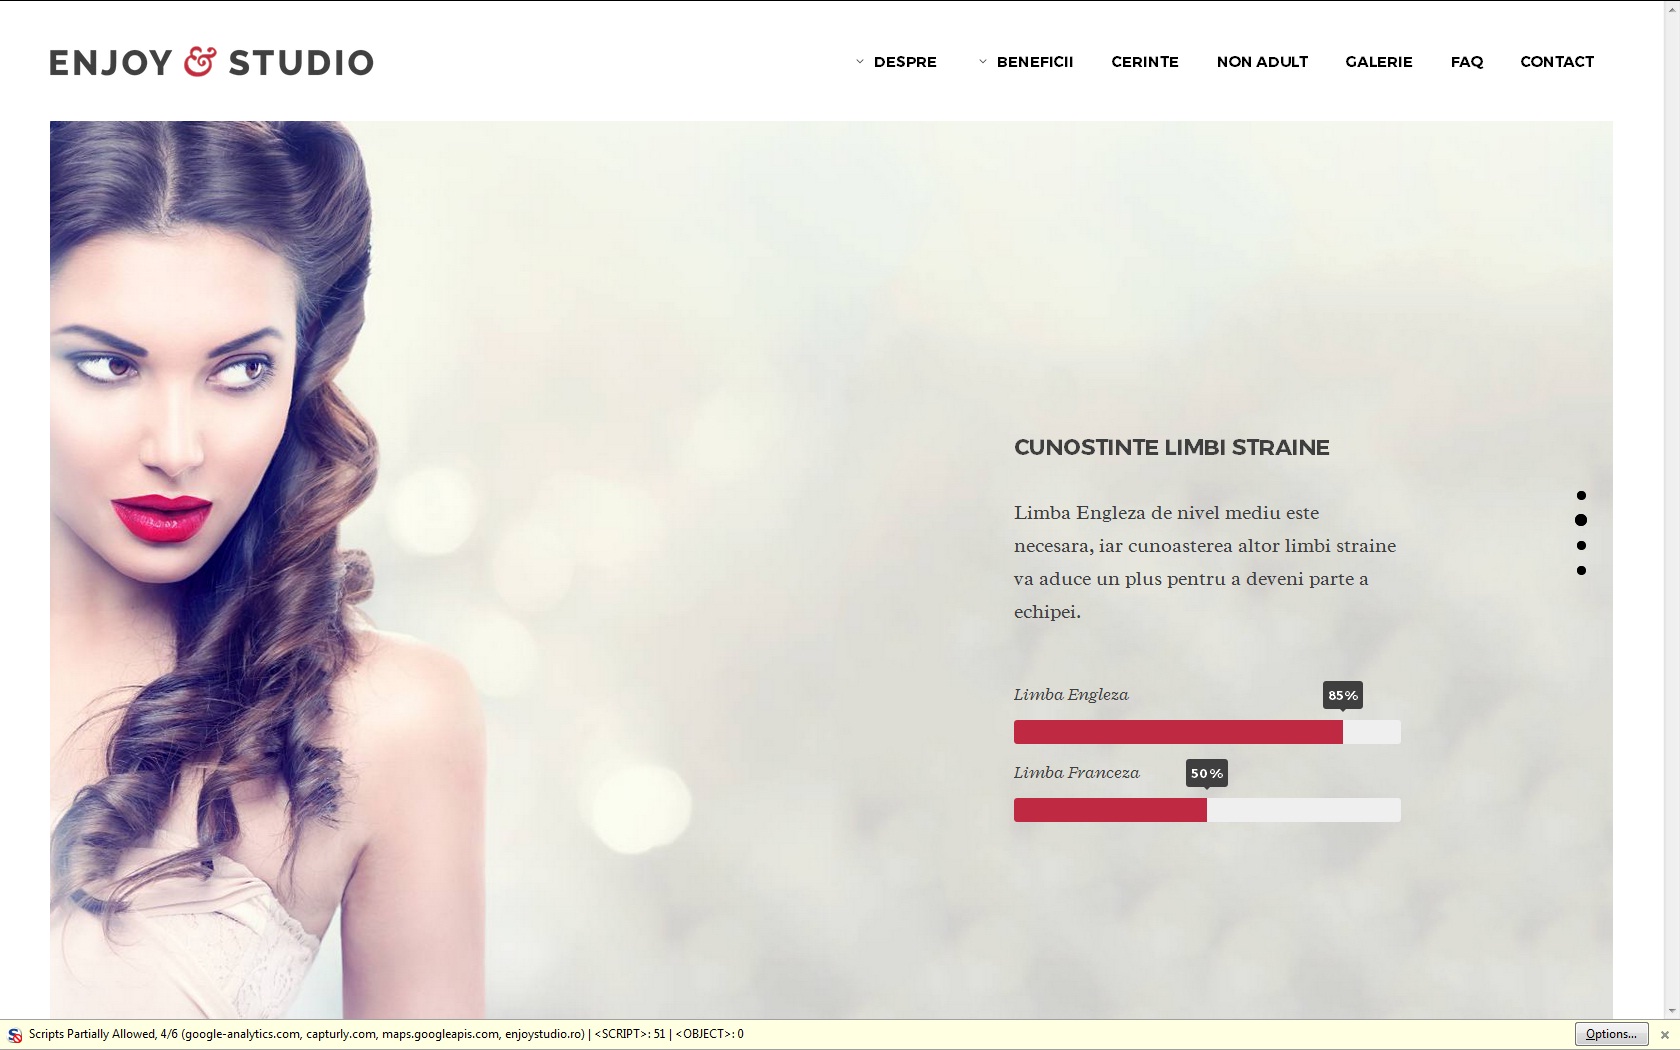 ENJOY & STUDIO
DESPRE
BENEFICII
CERINTE
NON ADULT
GALERIE
FAQ
CONTACT
CUNOSTINTE LIMBI STRAINE
Limba Engleza de nivel mediu este
necesara, iar cunoasterea altor limbi straine
va aduce un plus pentru a deveni parte a
echipei.
Limba Engleza
85%
Limba Franceza
50%
Scripts Partially Allowed, 4/6 (google-analytics.com, capturly.com, maps.googleapis.com, enjoystudio.ro) | <SCRIPT>: 51 | <OBJECT>: 0
Options...